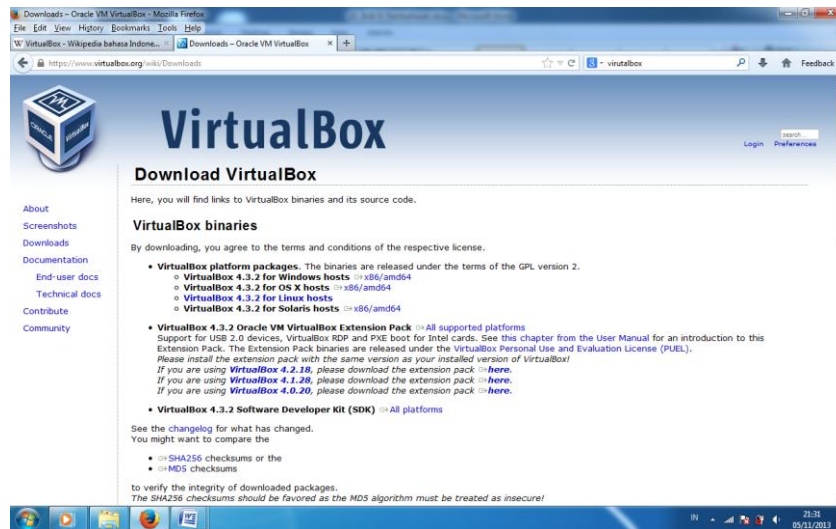 Downloads – Oracle VM VirtualBox - Mozilla Firefox
File Edit View History Bookmarks Tools Help
VirtualBox - Wikipedia bahasa Indone... Downloads – Oracle VM VirtualBox
https://www.virtualbox.org/wiki/Downloads virutalbox Feedback
ORACLE
VirtualBox
VirtualBox
search...
Login Preferences
Download VirtualBox
Here, you will find links to VirtualBox binaries and its source code.
About
Screenshots
Downloads
Documentation
End-user docs
Technical docs
Contribute
Community
VirtualBox binaries
By downloading, you agree to the terms and conditions of the respective license.
VirtualBox platform packages. The binaries are released under the terms of the GPL version 2.
VirtualBox 4.3.2 for Windows hosts x86/amd64
VirtualBox 4.3.2 for OS X hosts x86/amd64
VirtualBox 4.3.2 for Linux hosts
VirtualBox 4.3.2 for Solaris hosts x86/amd64
VirtualBox 4.3.2 Oracle VM VirtualBox Extension Pack All supported platforms
Support for USB 2.0 devices, VirtualBox RDP and PXE boot for Intel cards. See this chapter from the User Manual for an introduction to this
Extension Pack. The Extension Pack binaries are released under the VirtualBox Personal Use and Evaluation License (PUEL).
Please install the extension pack with the same version as your installed version of VirtualBox!
If you are using VirtualBox 4.2.18, please download the extension pack here.
If you are using VirtualBox 4.1.28, please download the extension pack here.
If you are using VirtualBox 4.0.20, please download the extension pack here.
VirtualBox 4.3.2 Software Developer Kit (SDK) All platforms
See the changelog for what has changed.
You might want to compare the
SHA256 checksums or the
MD5 checksums
to verify the integrity of downloaded packages.
The SHA256 checksums should be favored as the MD5 algorithm must be treated as insecure!
IN
21:31
05/11/2013